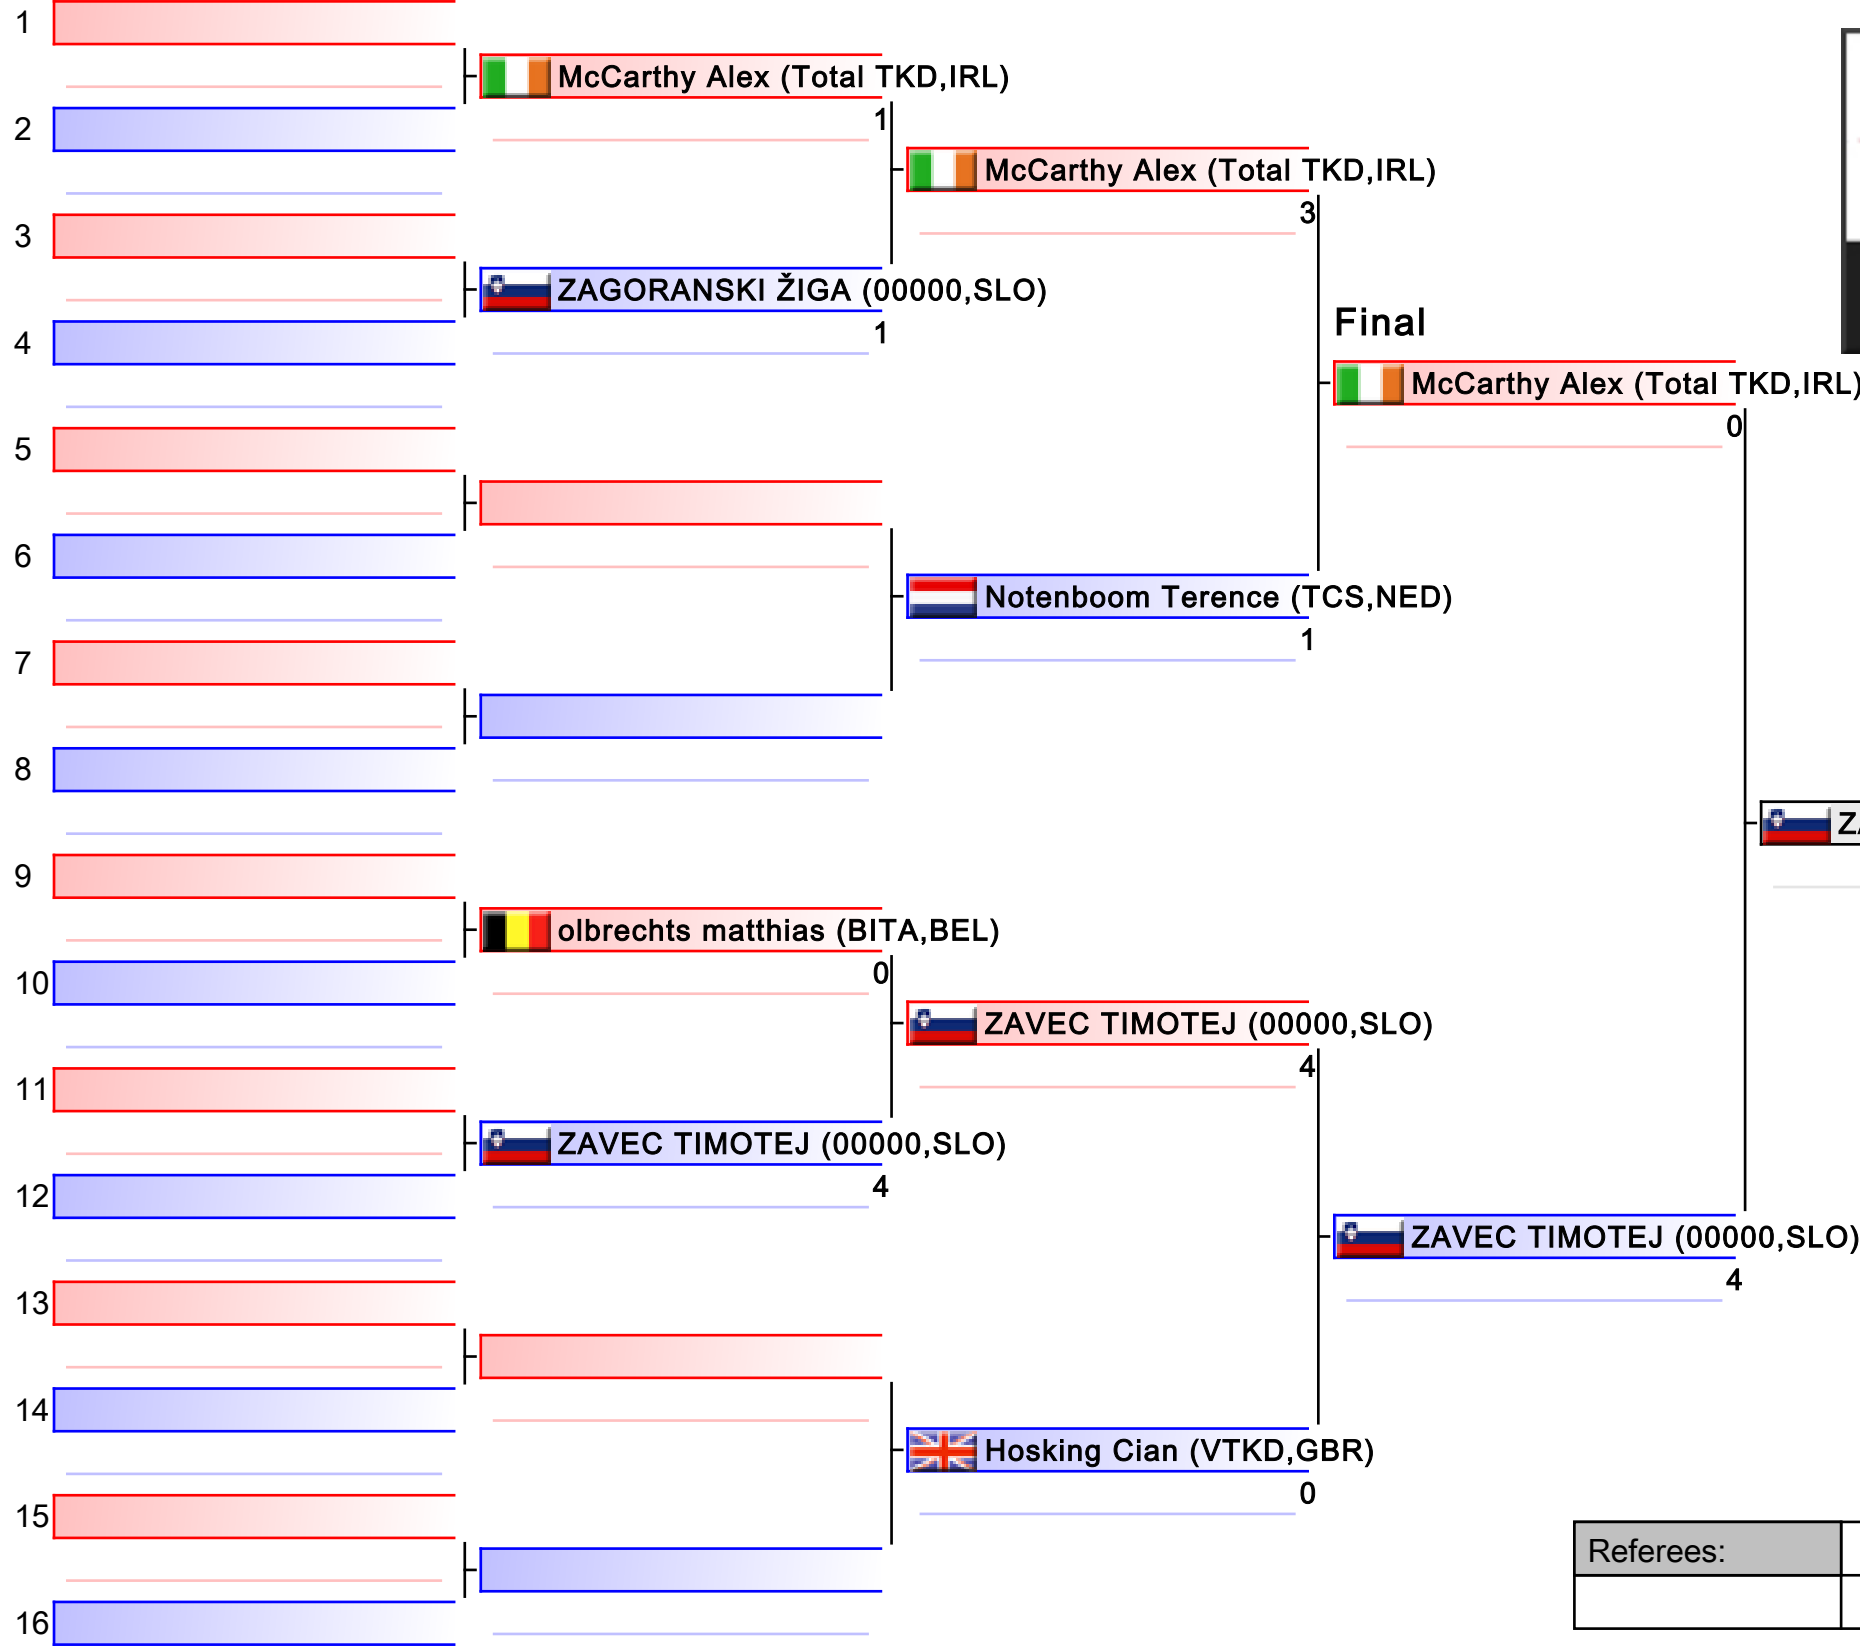 1
McCarthy Alex (Total TKD,IRL)
1
2
McCarthy Alex (Total TKD,IRL)
3
3
ZAGORANSKI ŽIGA (00000,SLO)
1
4
Final
McCarthy Alex (Total TKD,IRL)
0
5
6
Notenboom Terence (TCS,NED)
1
7
8
9
olbrechts matthias (BITA,BEL)
0
10
ZAVEC TIMOTEJ (00000,SLO)
4
11
ZAVEC TIMOTEJ (00000,SLO)
4
12
ZAVEC TIMOTEJ (00000,SLO)
4
13
14
Hosking Cian (VTKD,GBR)
0
15
16
Referees: